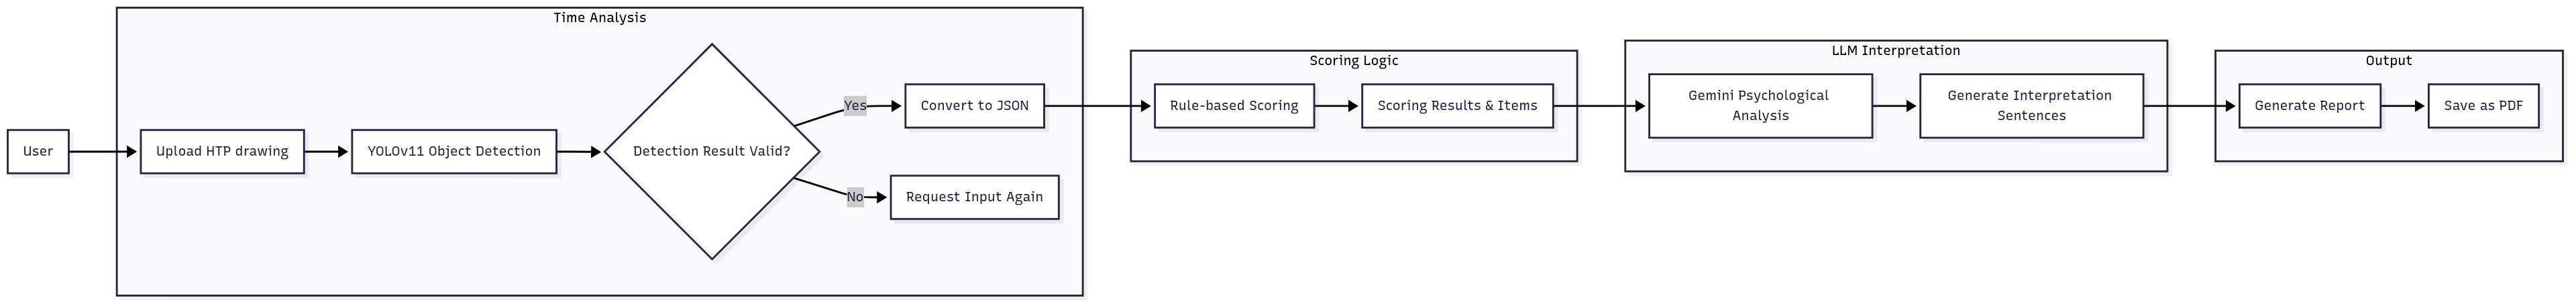 User
Time Analysis
Upload HTP drawing
YOLOv11 Object Detection
Detection Result Valid?
Yes
Convert to JSON
No
Request Input Again
Scoring Logic
Rule-based Scoring
Scoring Results & Items
LLM Interpretation
Gemini Psychological
Analysis
Generate Interpretation
Sentences
Output
Generate Report
Save as PDF